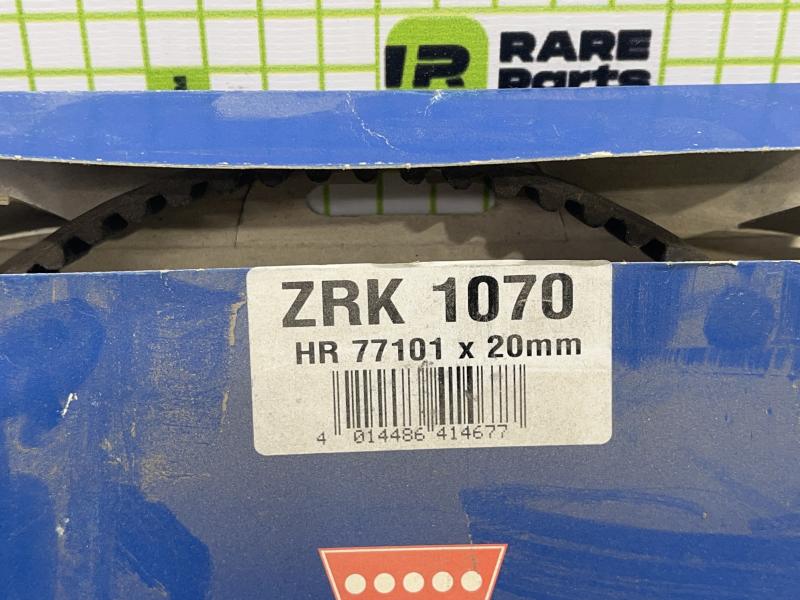 RARE
Parts
ZRK 1070
HR 77101 x 20mm
4 014486 414677